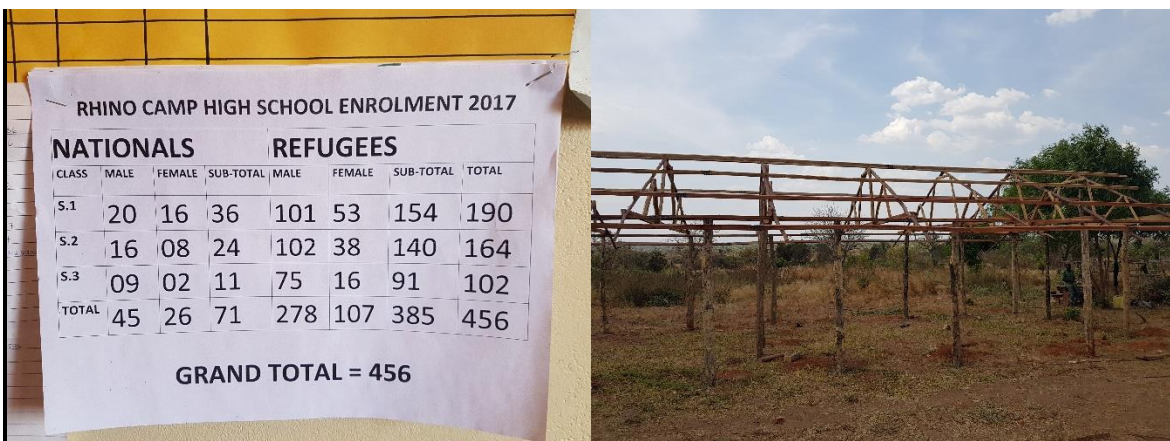 RHINO CAMP HIGH SCHOOL ENROLMENT 2017
NATIONALS REFUGEES
CLASS MALE FEMALE SUB-TOTAL MALE FEMALE SUB-TOTAL TOTAL
S.1 20 16 36 101 53 154 190
S.2 16 08 24 102 38 140 164
S.3 09 02 11 75 16 91 102
TOTAL 45 26 71 278 107 385 456
GRAND TOTAL = 456